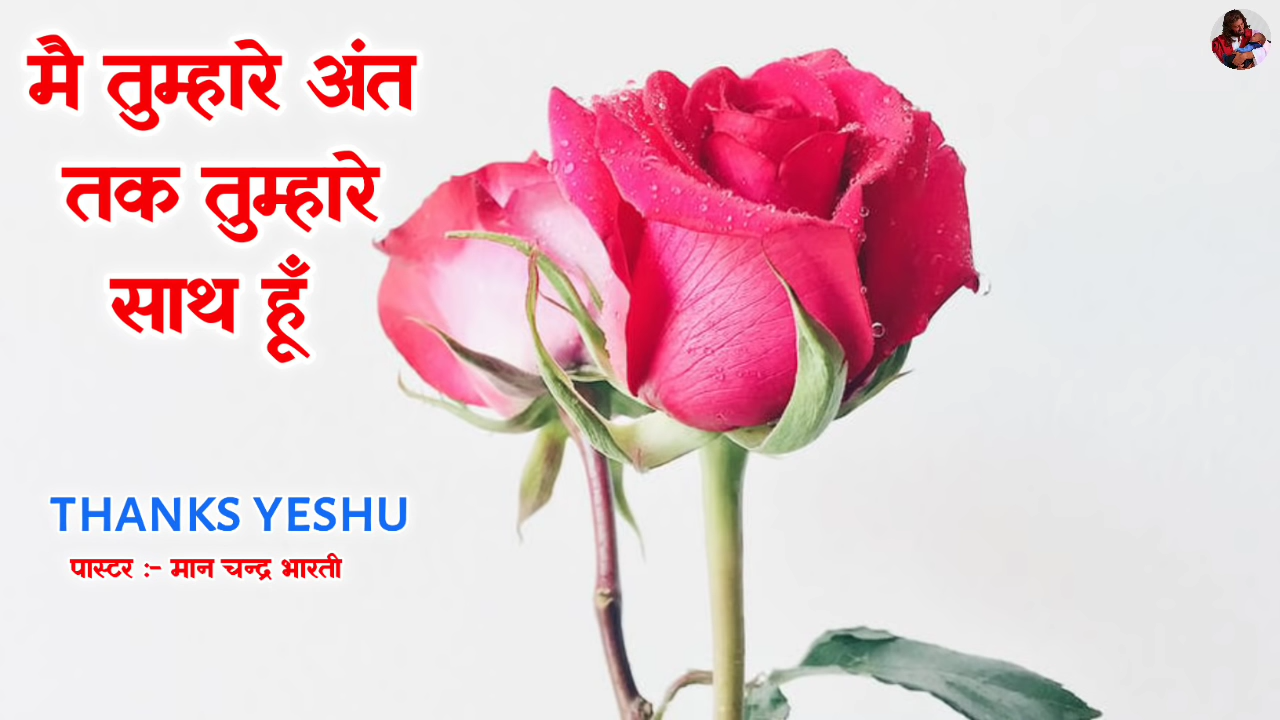 मै तुम्हारे अंत
तक तुम्हारे
साथ हूँ
THANKS YESHU
पास्टर :- मान चन्द्र भारती